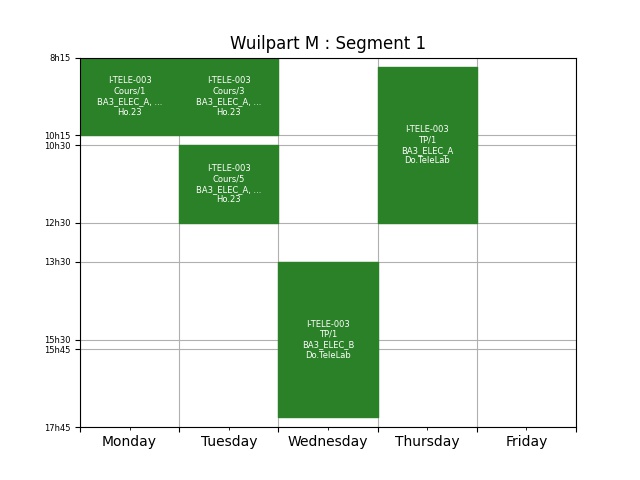 Wuilpart M : Segment 1
8h15
10h15
10h30
12h30
13h30
15h30
15h45
17h45
I-TELE-003
Cours/1
BA3_ELEC_A, ...
Ho.23
I-TELE-003
Cours/3
BA3_ELEC_A, ...
Ho.23
I-TELE-003
Cours/5
BA3_ELEC_A, ...
Ho.23
I-TELE-003
TP/1
BA3_ELEC_B
Do.TeleLab
I-TELE-003
TP/1
BA3_ELEC_A
Do.TeleLab
Monday
Tuesday
Wednesday
Thursday
Friday